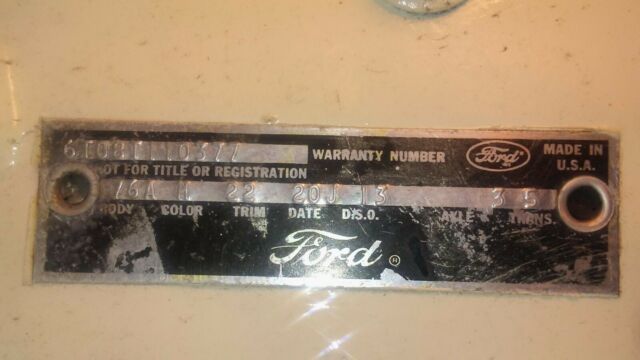 WARRANTY NUMBER Ford MADE IN
U.S.A.
NOT FOR TITLE OR REGISTRATION
76A H 22 20J 13 3 5
BODY COLOR TRIM DATE D.S.O. AXLE TRANS
Ford ®